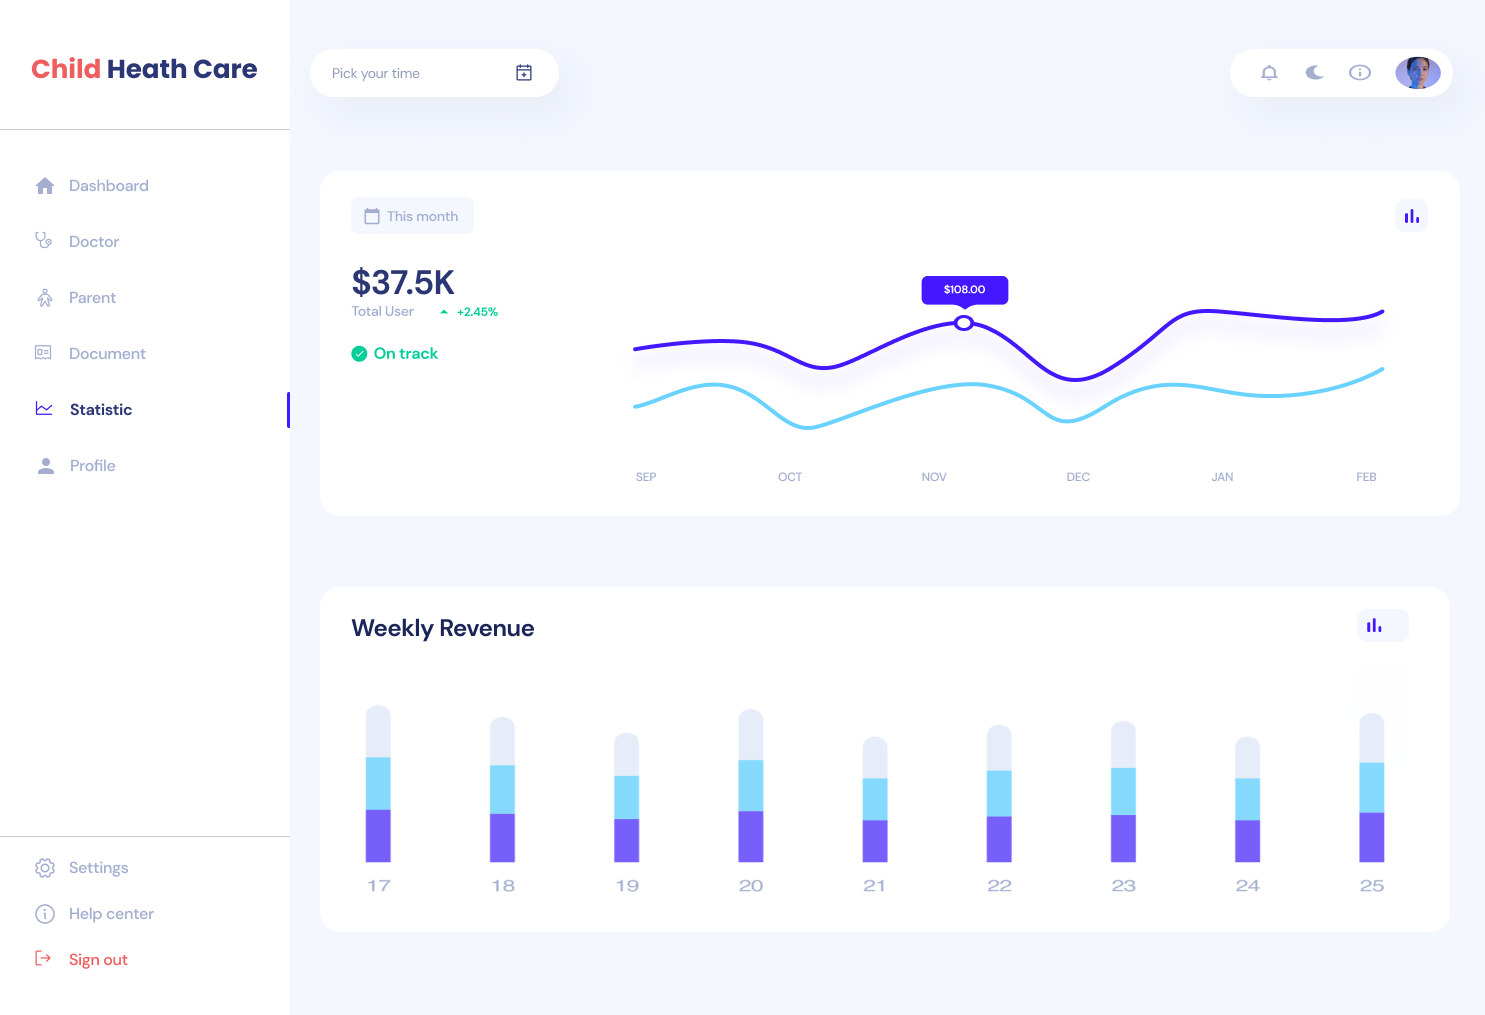 Child Heath Care
Pick your time
Dashboard
Doctor
Parent
Document
Statistic
Profile
Settings
Help center
Sign out
This month
$37.5K
Total User
+2.45%
On track
$108.00
SEP OCT NOV DEC JAN FEB
Weekly Revenue
17 18 19 20 21 22 23 24 25